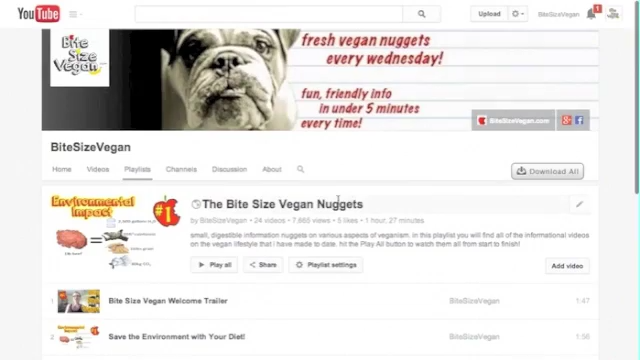 YouTube
Upload
BiteSizeVegan
1
Bite
Size
Vegan
fresh vegan nuggets
every wednesday!
fun, friendly info
in under 5 minutes
every time!
BiteSizeVegan.com
BiteSizeVegan
Home Videos Playlists Channels Discussion About
Download All
Environmental
Impact
#1
The Bite Size Vegan Nuggets
by BiteSizeVegan • 24 videos • 7,665 views • 5 likes • 1 hour, 27 minutes
small, digestible information nuggets on various aspects of veganism. in this playlist you will find all of the informational videos
on the vegan lifestyle that i have made to date. hit the Play All button to watch them all from start to finish!
Play all Share Playlist settings
Add video
1 Bite Size Vegan Welcome Trailer BiteSizeVegan 1:47
2 Save the Environment with Your Diet! BiteSizeVegan 1:56